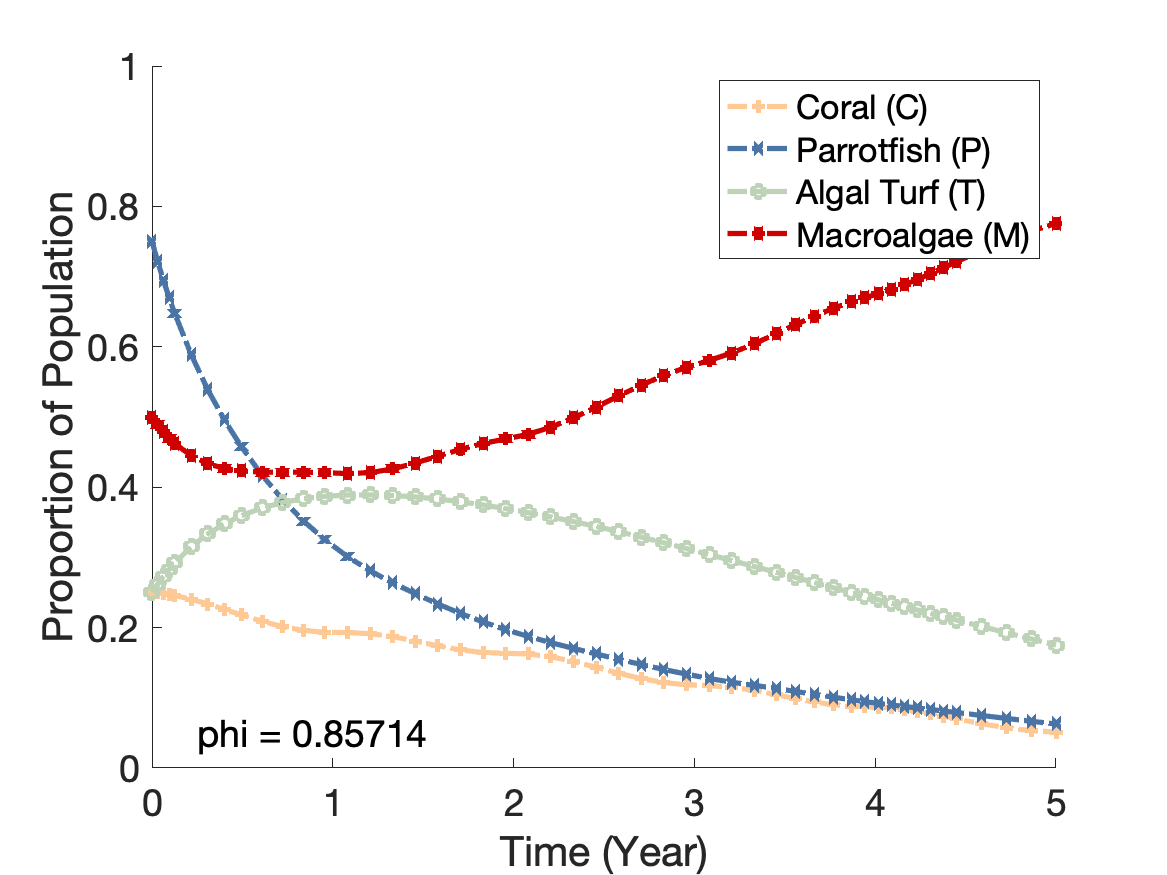 1
0.8
0.6
0.4
0.2
0
Proportion of Population
Coral (C)
Parrotfish (P)
Algal Turf (T)
Macroalgae (M)
phi = 0.85714
0 1 2 3 4 5
Time (Year)